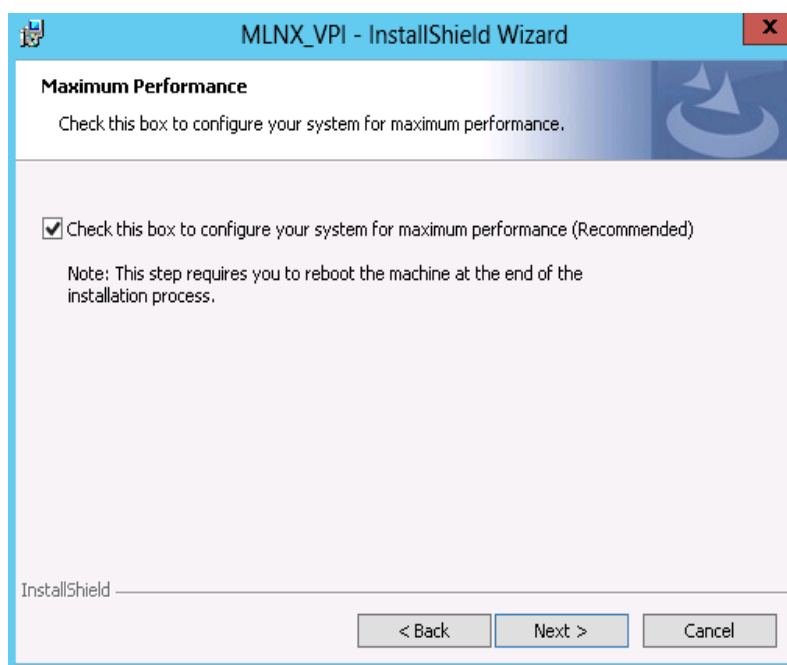 MLNX_VPI - InstallShield Wizard
x
Maximum Performance
Check this box to configure your system for maximum performance.
Check this box to configure your system for maximum performance (Recommended)
Note: This step requires you to reboot the machine at the end of the
installation process.
InstallShield
< Back Next > Cancel